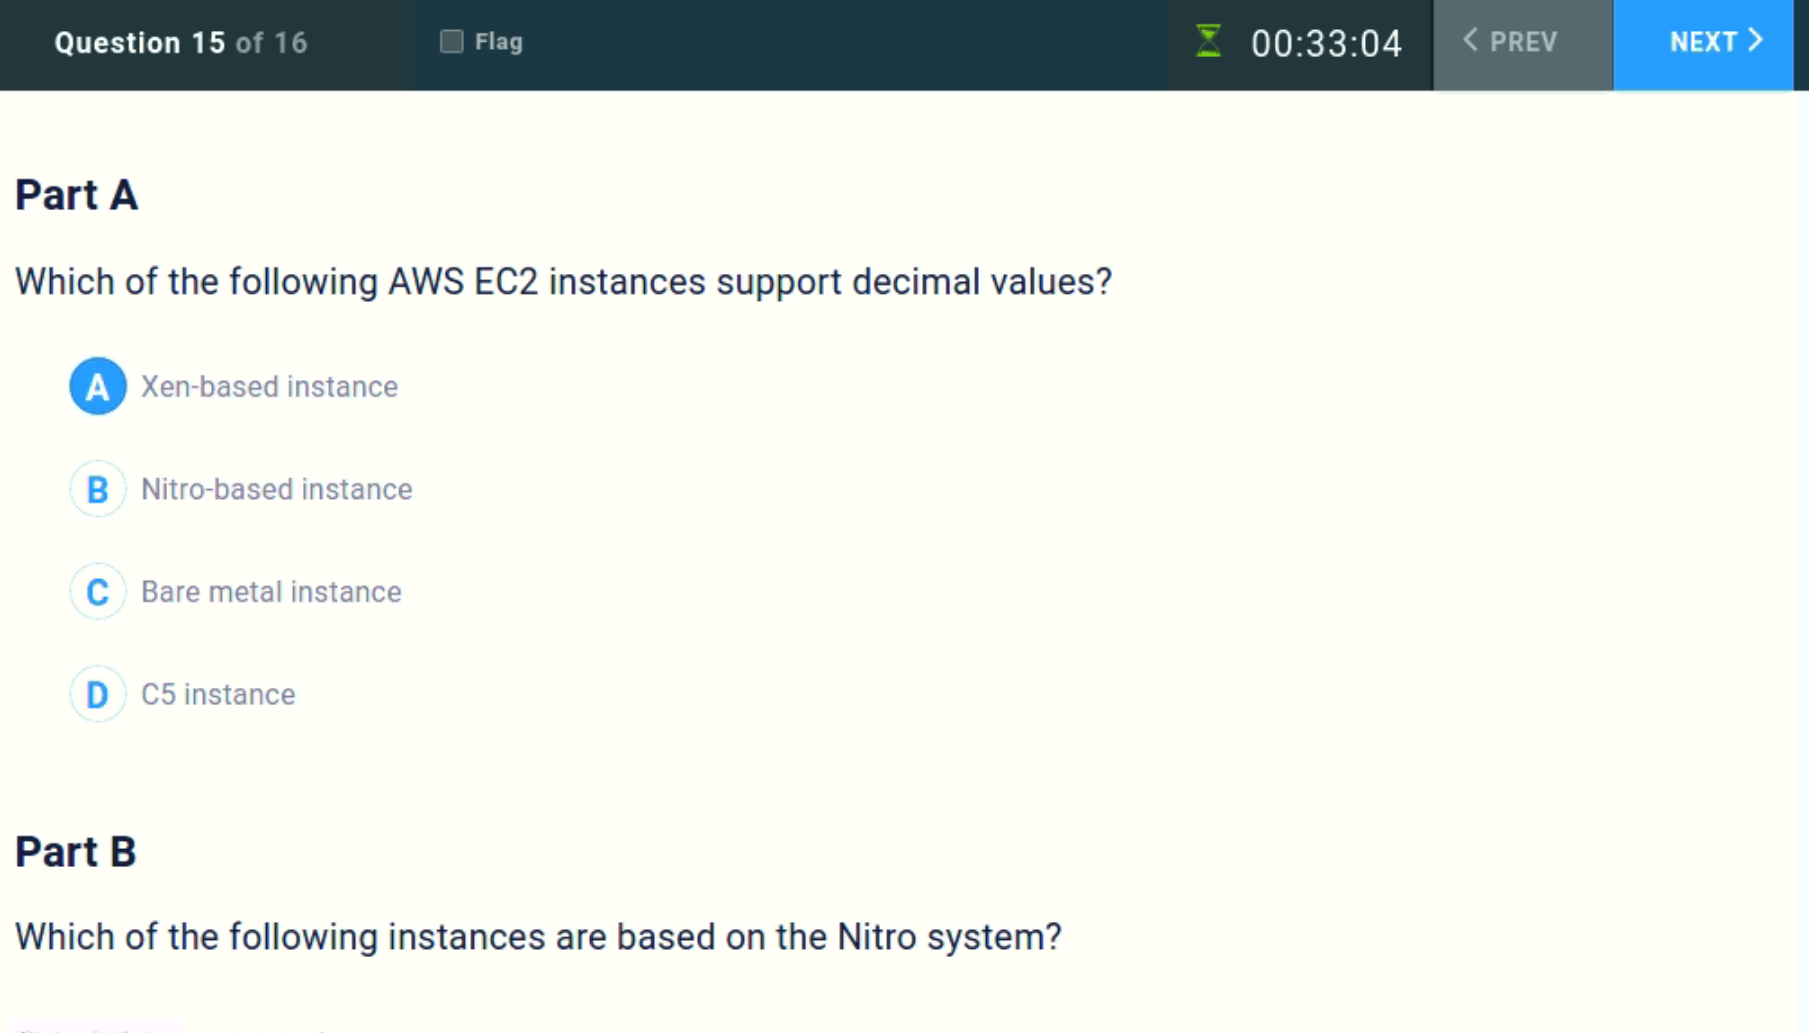 Question 15 of 16
Flag
00:33:04
PREV
NEXT
Part A
Which of the following AWS EC2 instances support decimal values?
A Xen-based instance
B Nitro-based instance
C Bare metal instance
D C5 instance
Part B
Which of the following instances are based on the Nitro system?